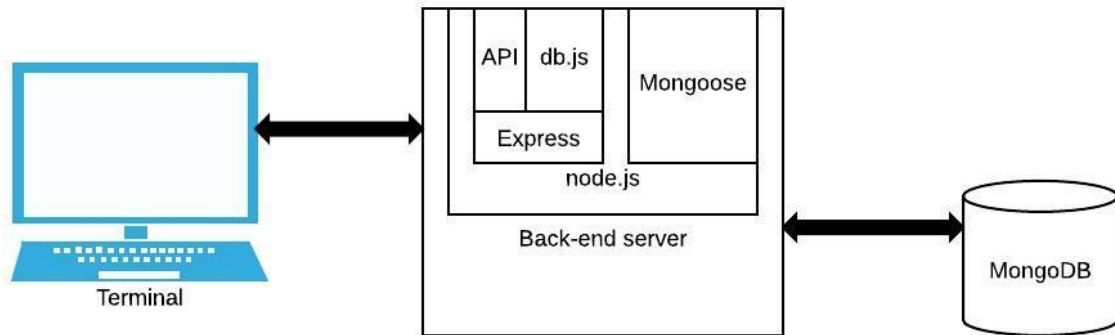 API
db.js
Mongoose
Express
node.js
Back-end server
Terminal
MongoDB